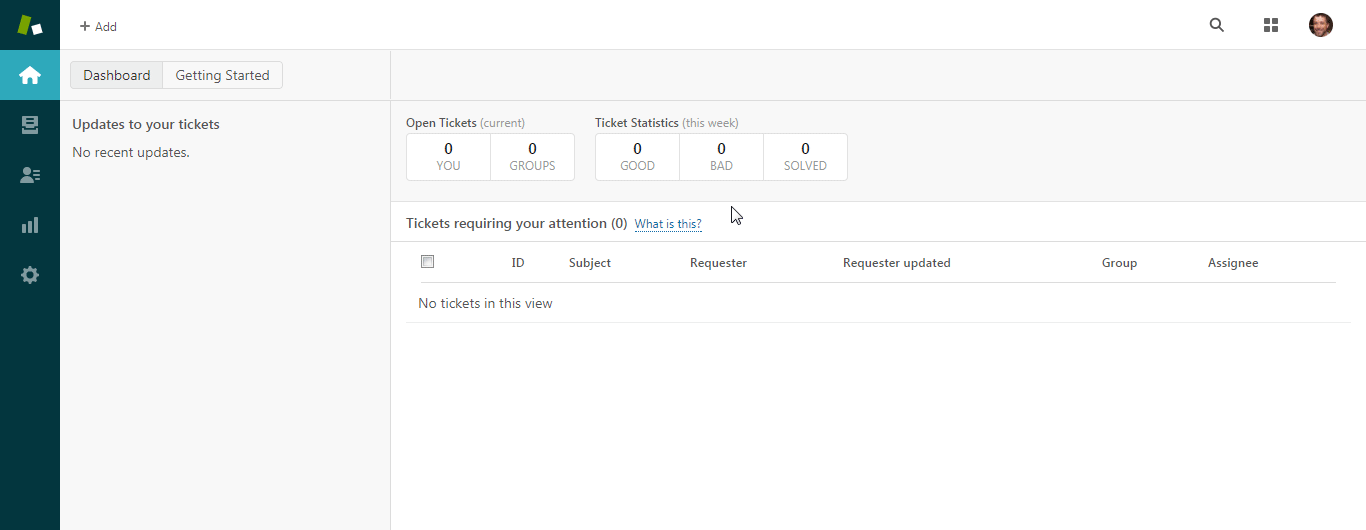 + Add
Dashboard Getting Started
Updates to your tickets
No recent updates.
Open Tickets (current)
0 0
YOU GROUPS
Ticket Statistics (this week)
0 0 0
GOOD BAD SOLVED
Tickets requiring your attention (0) What is this?
ID Subject Requester Requester updated Group Assignee
No tickets in this view